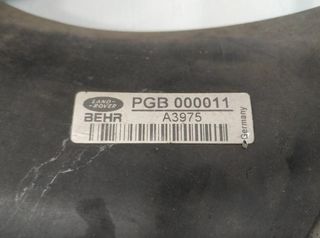 LAND-
ROVER
PGB 000011
BEHR
A3975
Germany